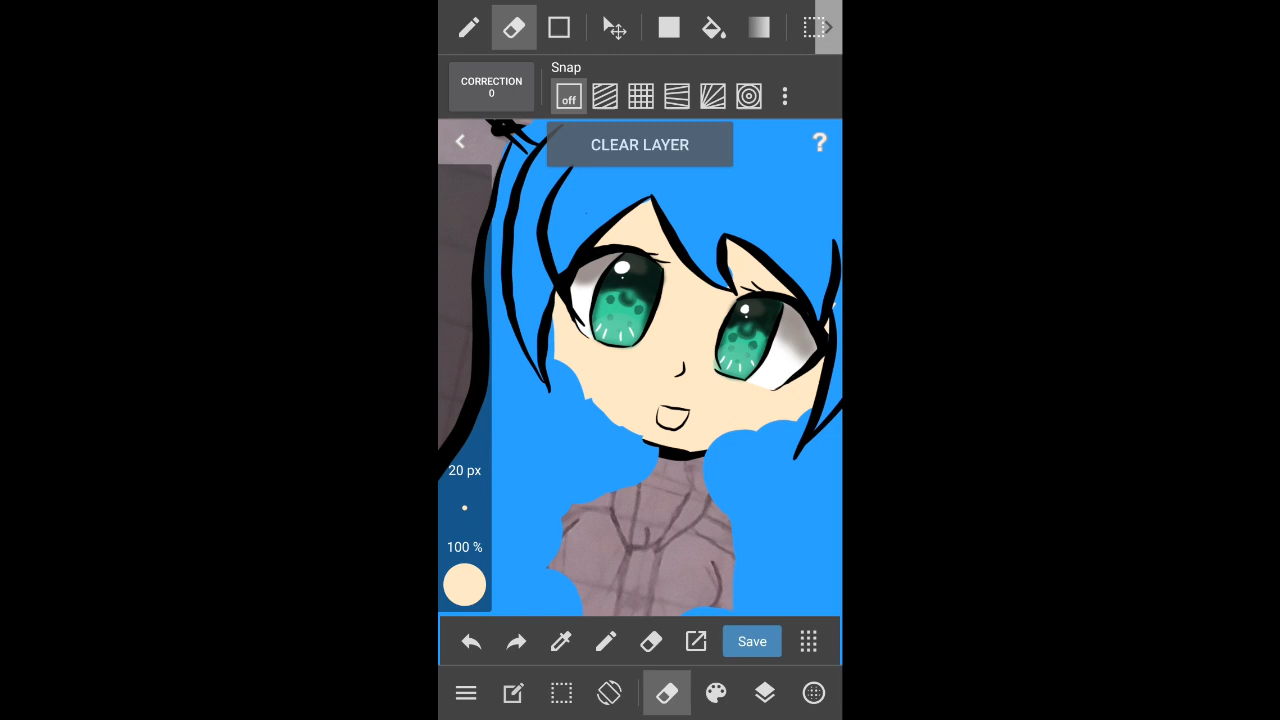 Snap
CORRECTION
0
off
CLEAR LAYER
?
20 px
100 %
Save